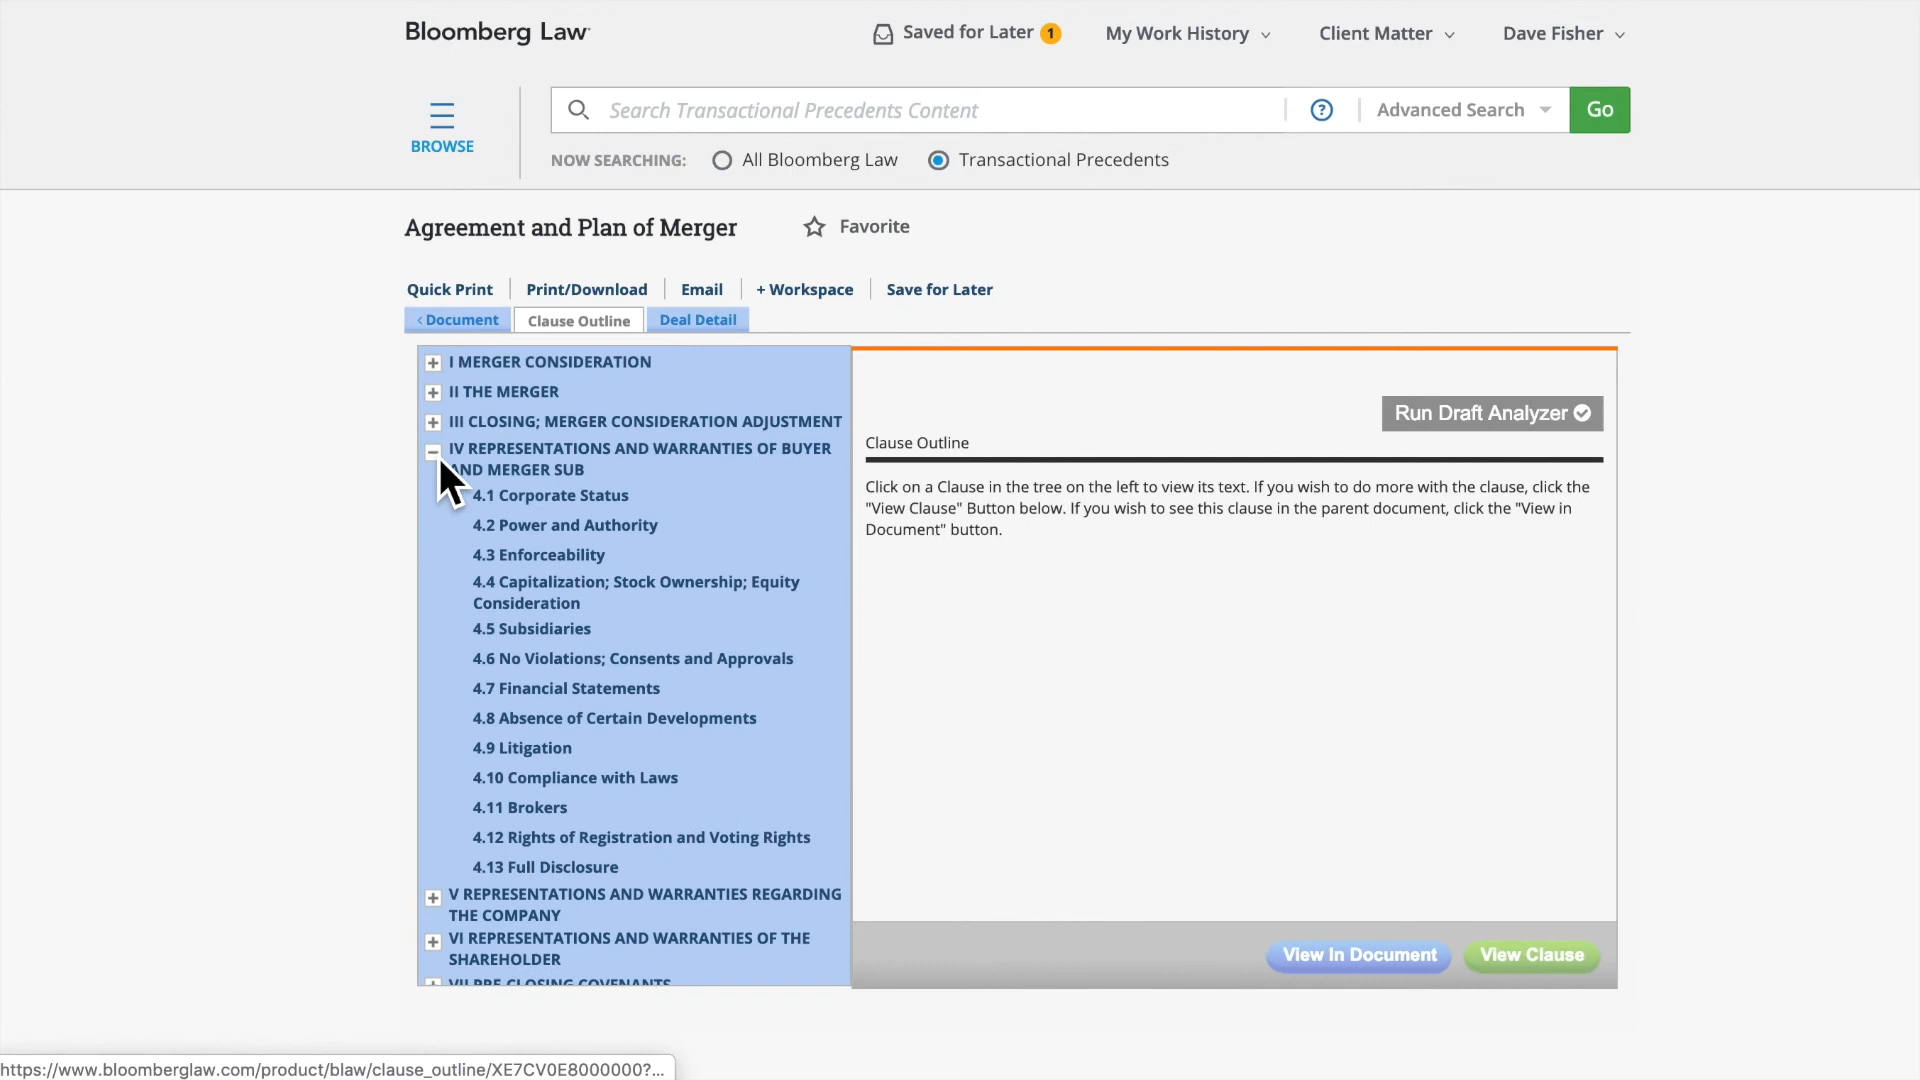 Bloomberg Law
Saved for Later 1
My Work History
Client Matter
Dave Fisher
BROWSE
Search Transactional Precedents Content
?
Advanced Search
Go
NOW SEARCHING:
All Bloomberg Law
Transactional Precedents
Agreement and Plan of Merger
Favorite
Quick Print
Print/Download
Email
+ Workspace
Save for Later
‹ Document
Clause Outline
Deal Detail
I MERGER CONSIDERATION
II THE MERGER
III CLOSING; MERGER CONSIDERATION ADJUSTMENT
IV REPRESENTATIONS AND WARRANTIES OF BUYER
AND MERGER SUB
4.1 Corporate Status
4.2 Power and Authority
4.3 Enforceability
4.4 Capitalization; Stock Ownership; Equity
Consideration
4.5 Subsidiaries
4.6 No Violations; Consents and Approvals
4.7 Financial Statements
4.8 Absence of Certain Developments
4.9 Litigation
4.10 Compliance with Laws
4.11 Brokers
4.12 Rights of Registration and Voting Rights
4.13 Full Disclosure
V REPRESENTATIONS AND WARRANTIES REGARDING
THE COMPANY
VI REPRESENTATIONS AND WARRANTIES OF THE
SHAREHOLDER
VII PRE CLOSING COVENANTS
Run Draft Analyzer
Clause Outline
Click on a Clause in the tree on the left to view its text. If you wish to do more with the clause, click the
"View Clause" Button below. If you wish to see this clause in the parent document, click the "View in
Document" button.
View In Document
View Clause
https://www.bloomberglaw.com/product/blaw/clause_outline/XE7CV0E8000000?...